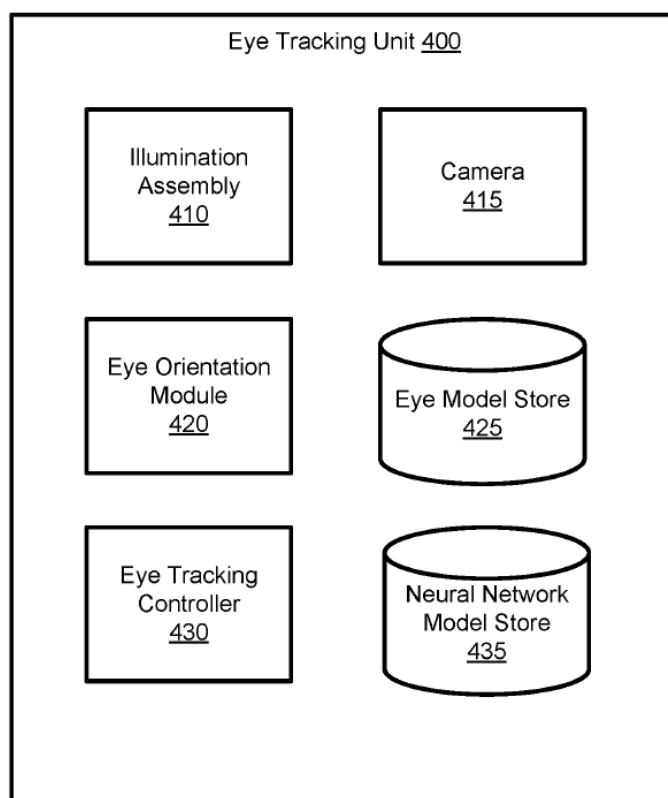 Eye Tracking Unit 400
Illumination
Assembly
410
Camera
415
Eye Orientation
Module
420
Eye Model Store
425
Eye Tracking
Controller
430
Neural Network
Model Store
435